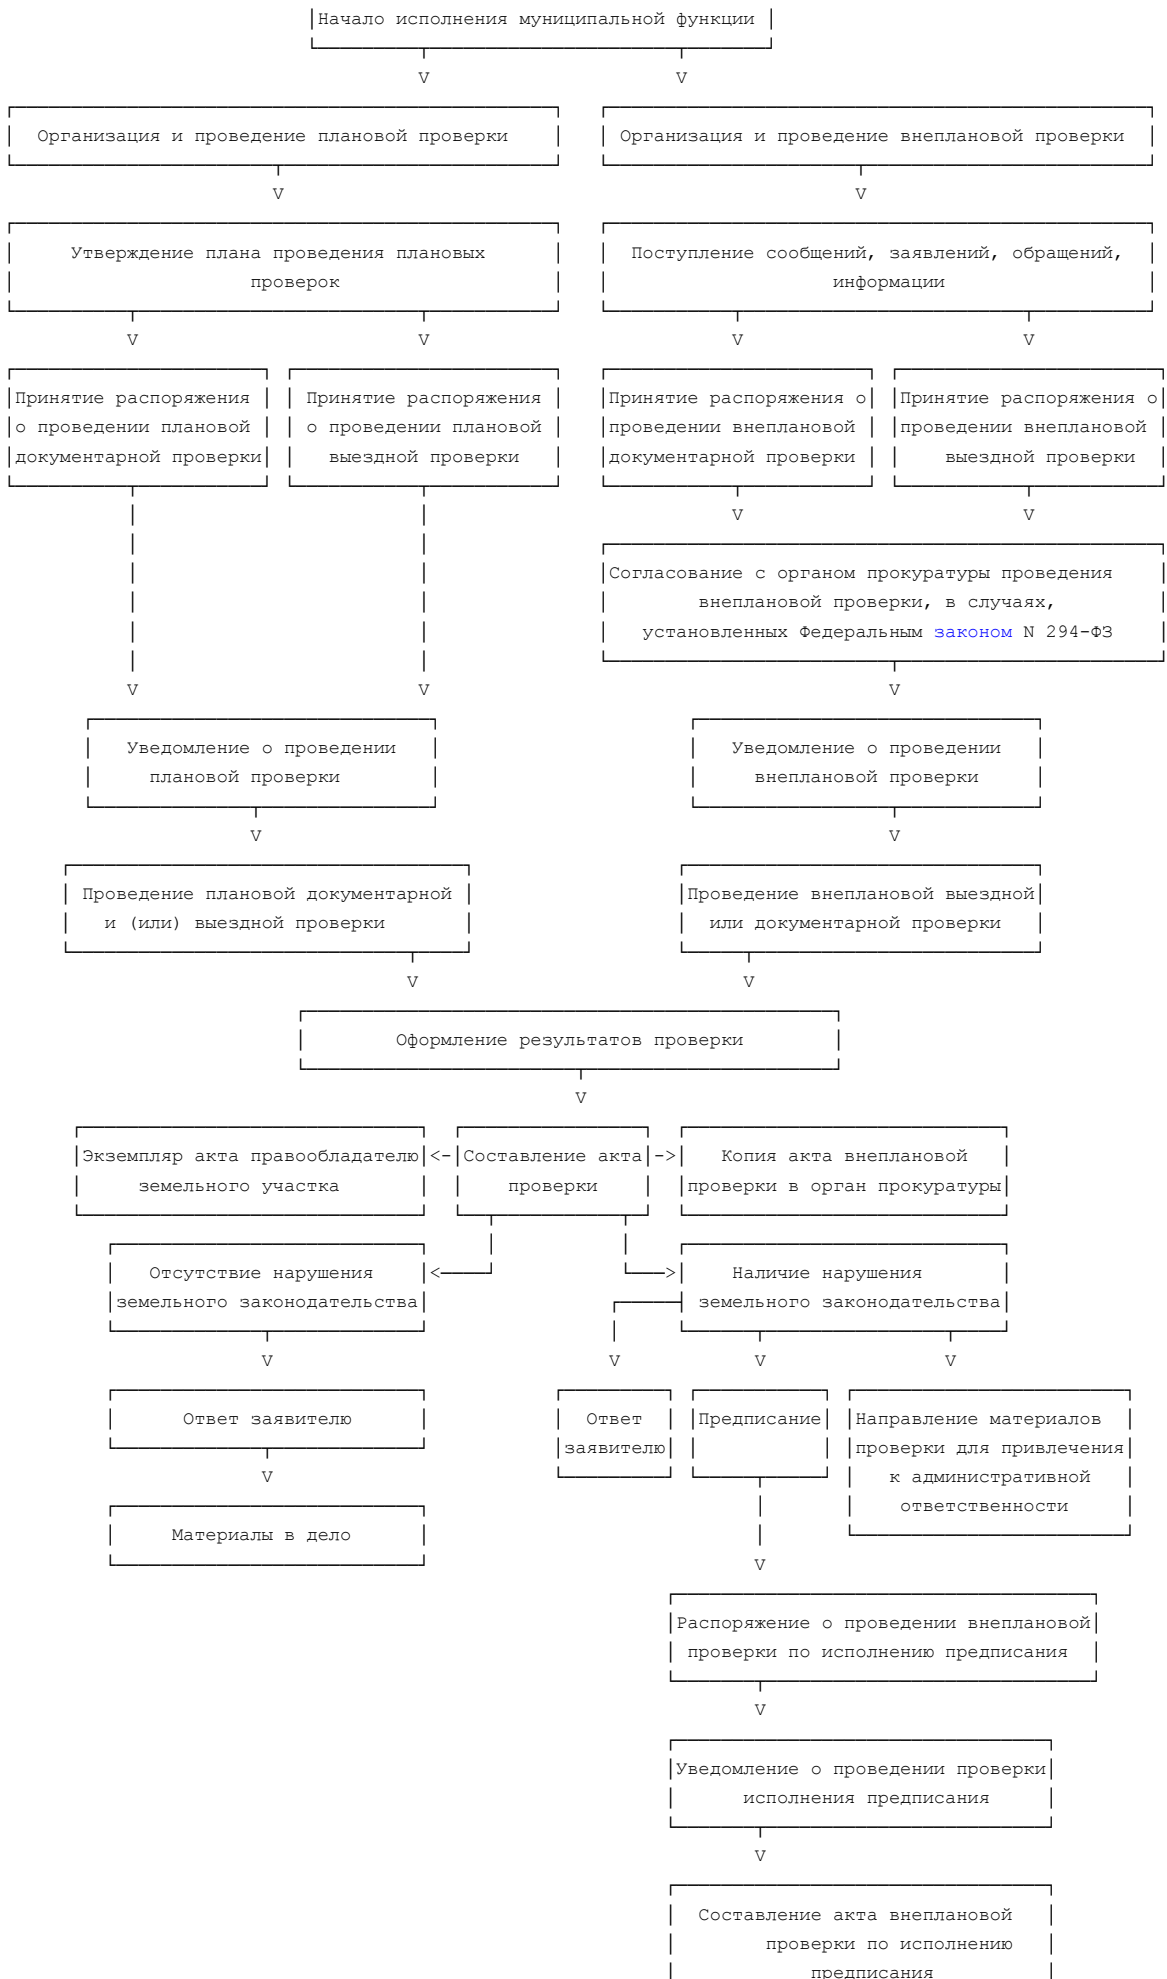 Начало исполнения муниципальной функции
V V
Организация и проведение плановой проверки
Организация и проведение внеплановой проверки
V V
Утверждение плана проведения плановых
проверок
Поступление сообщений, заявлений, обращений,
информации
V V V V
Принятие распоряжения
о проведении плановой
документарной проверки
Принятие распоряжения
о проведении плановой
выездной проверки
Принятие распоряжения о
проведении внеплановой
документарной проверки
Принятие распоряжения о
проведении внеплановой
выездной проверки
V V
Согласование с органом прокуратуры проведения
внеплановой проверки, в случаях,
установленных Федеральным законом N 294-ФЗ
V V V
Уведомление о проведении
плановой проверки
Уведомление о проведении
внеплановой проверки
V V
Проведение плановой документарной
и (или) выездной проверки
Проведение внеплановой выездной
или документарной проверки
V V
Оформление результатов проверки
V
Экземпляр акта правообладателю
земельного участка
<-
Составление акта
проверки
->
Копия акта внеплановой
проверки в орган прокуратуры
Отсутствие нарушения
земельного законодательства
<
>
Наличие нарушения
земельного законодательства
V V V V
Ответ заявителю
Ответ
заявителю
Предписание
Направление материалов
проверки для привлечения
к административной
ответственности
V
Материалы в дело
V
Распоряжение о проведении внеплановой
проверки по исполнению предписания
V
Уведомление о проведении проверки
исполнения предписания
V
Составление акта внеплановой
проверки по исполнению
предписания